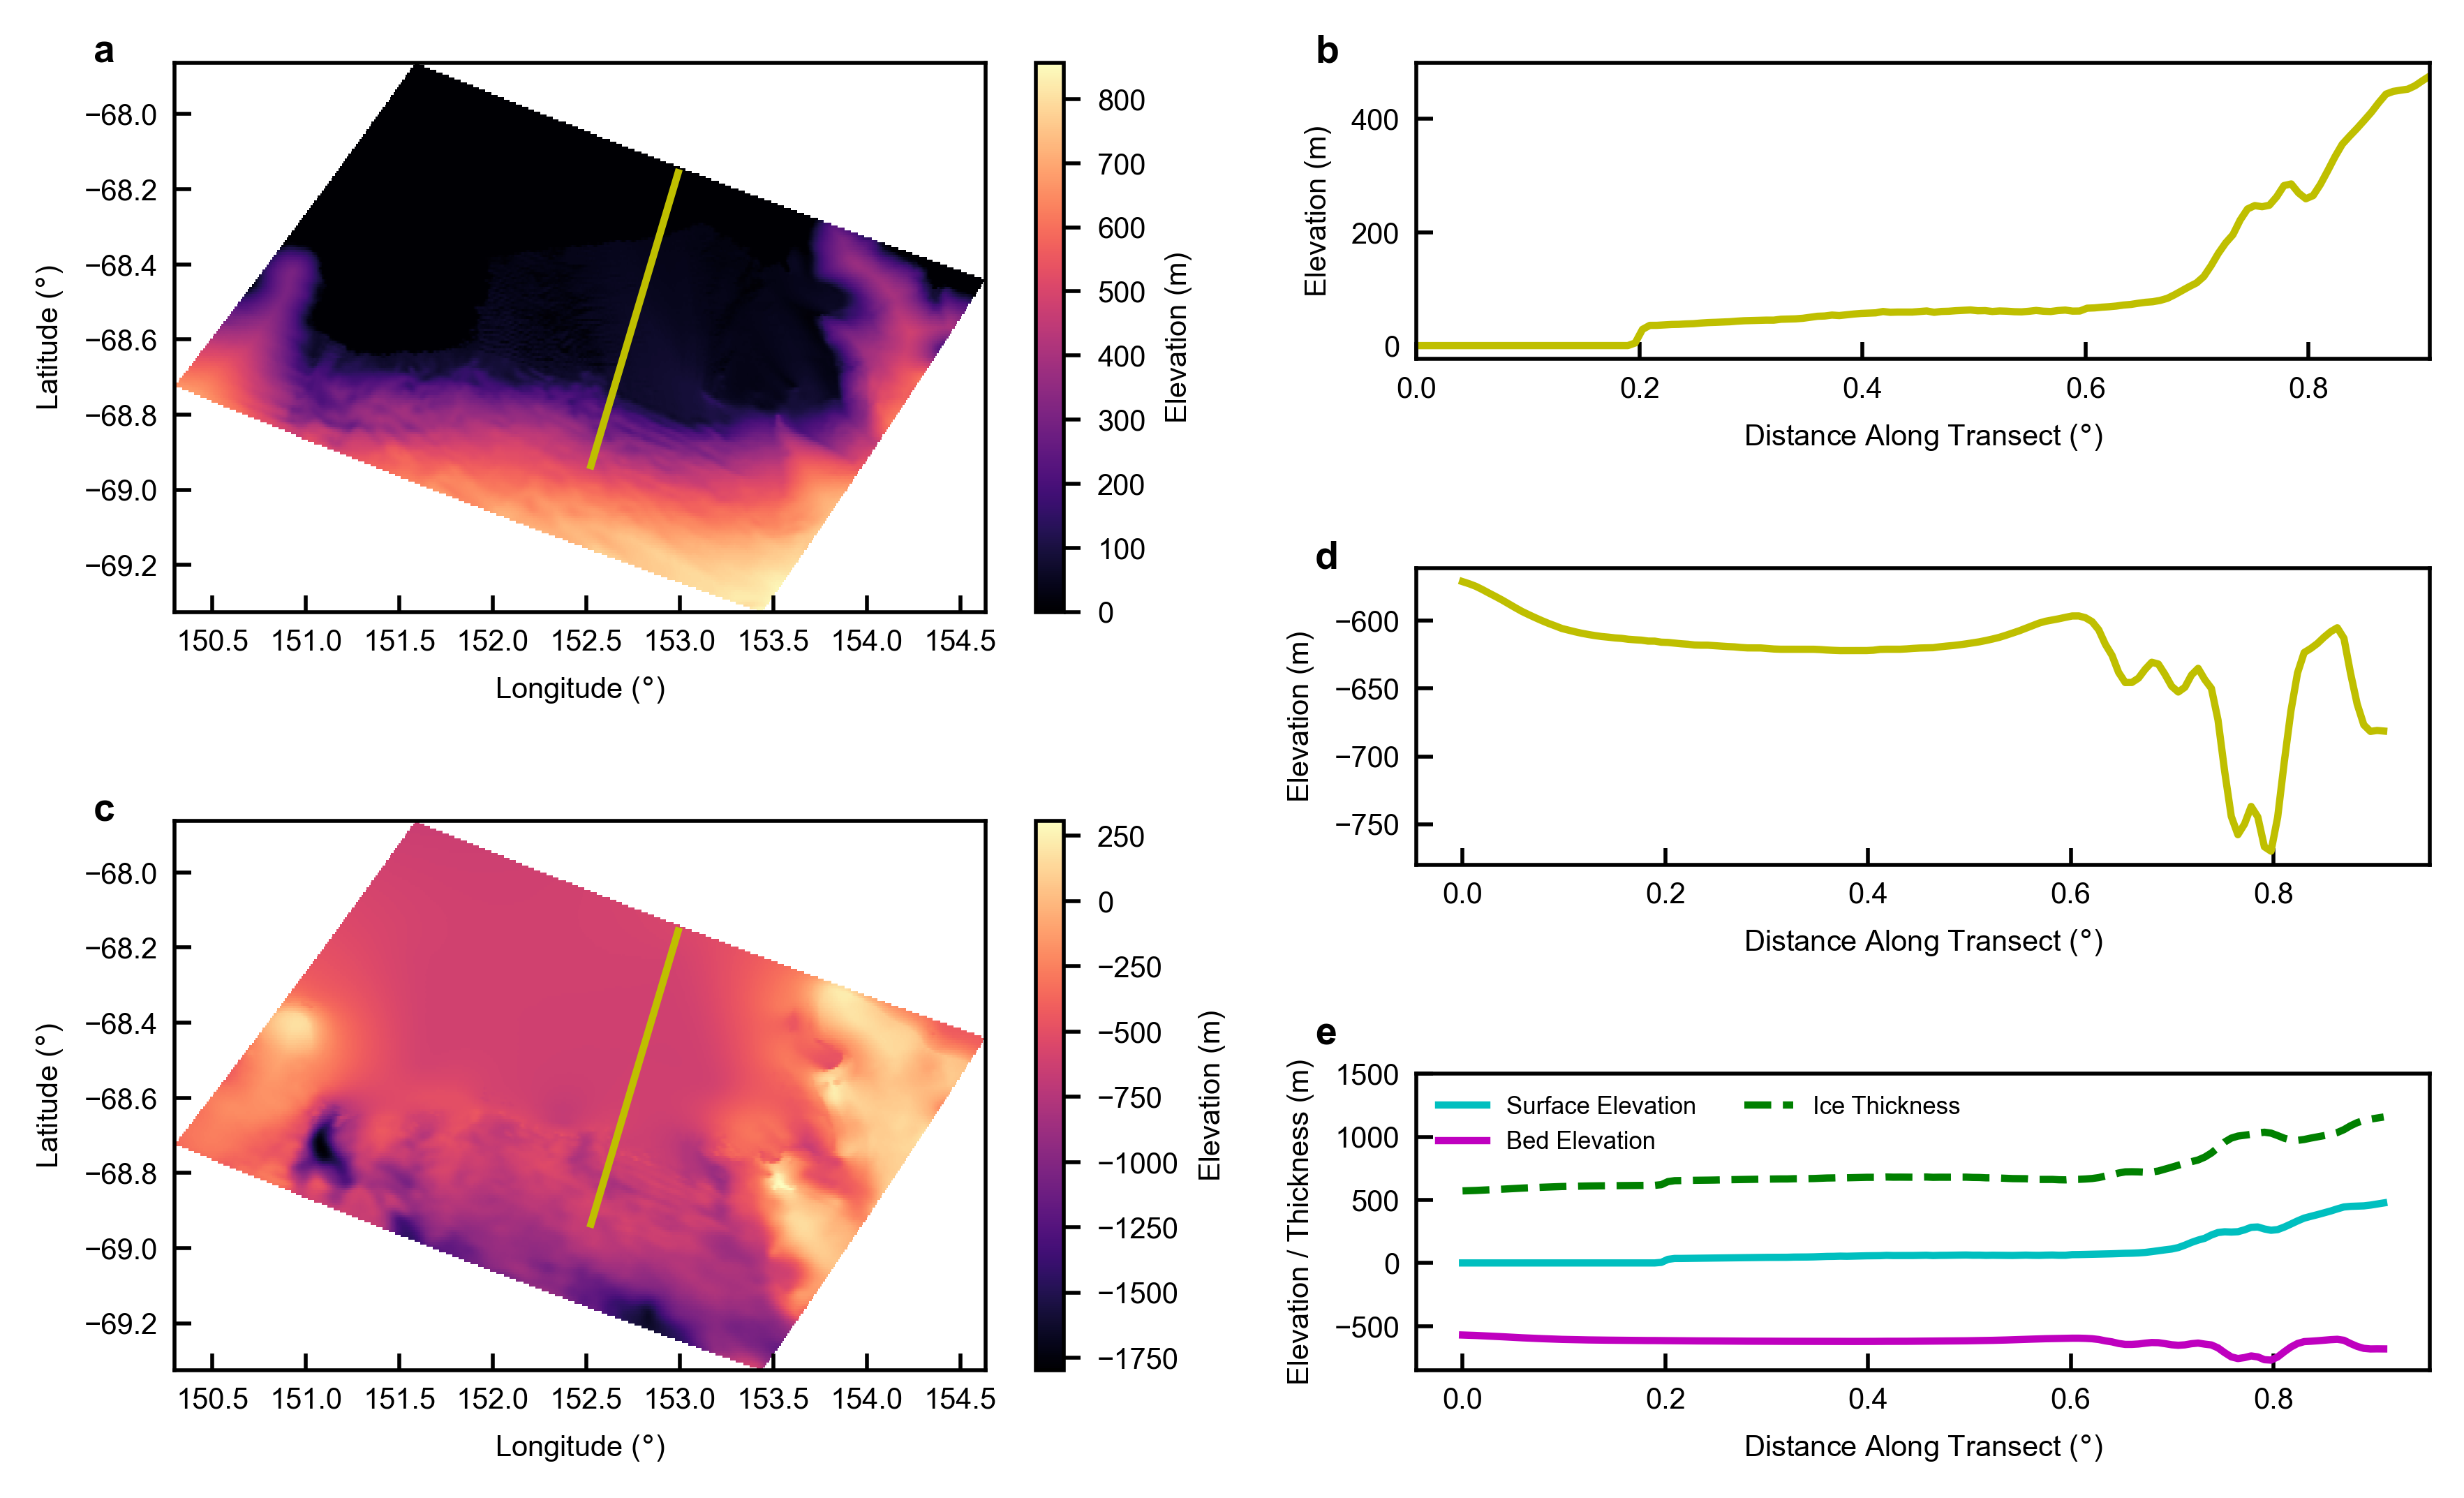 a
−68.0
−68.2
−68.4
−68.6
−68.8
−69.0
−69.2
Latitude (°)
150.5 151.0 151.5 152.0 152.5 153.0 153.5 154.0 154.5
Longitude (°)
800
700
600
500
400
300
200
100
0
Elevation (m)
b
400
200
0
Elevation (m)
0.0 0.2 0.4 0.6 0.8
Distance Along Transect (°)
c
−68.0
−68.2
−68.4
−68.6
−68.8
−69.0
−69.2
Latitude (°)
150.5 151.0 151.5 152.0 152.5 153.0 153.5 154.0 154.5
Longitude (°)
250
0
−250
−500
−750
−1000
−1250
−1500
−1750
Elevation (m)
d
−600
−650
−700
−750
Elevation (m)
0.0 0.2 0.4 0.6 0.8
Distance Along Transect (°)
e
1500
1000
500
0
−500
Elevation / Thickness (m)
Surface Elevation
Bed Elevation
Ice Thickness
0.0 0.2 0.4 0.6 0.8
Distance Along Transect (°)